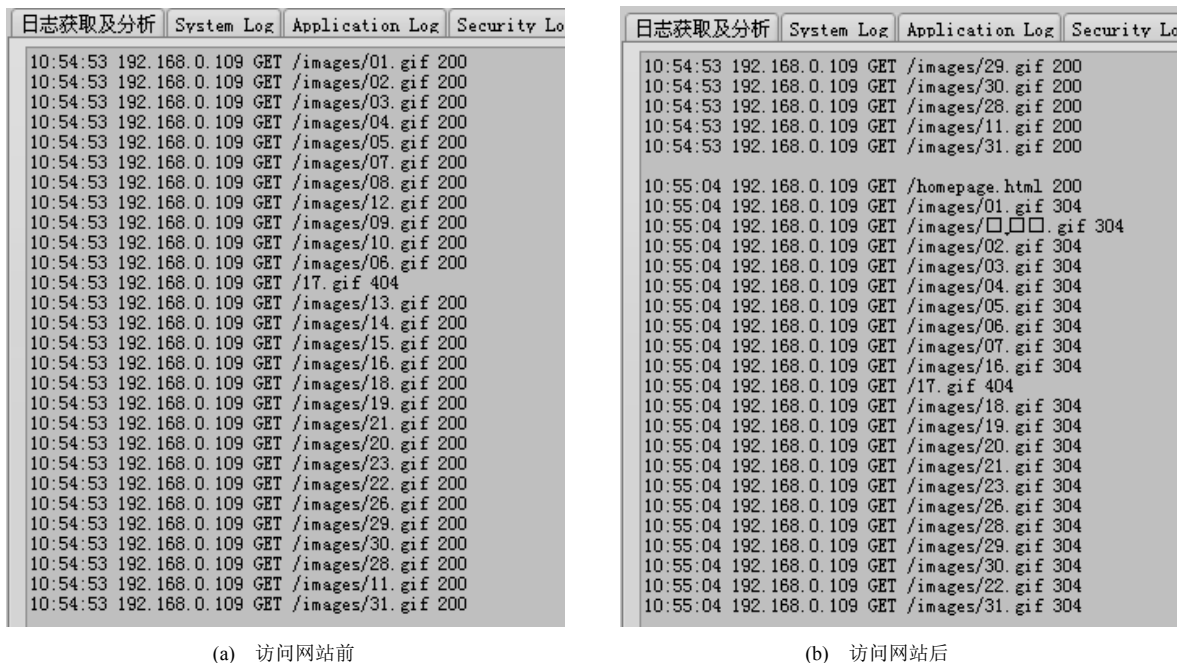 日志获取及分析 System Log Application Log Security Lo
10:54:53 192.168.0.109 GET /images/01.gif 200
10:54:53 192.168.0.109 GET /images/02.gif 200
10:54:53 192.168.0.109 GET /images/03.gif 200
10:54:53 192.168.0.109 GET /images/04.gif 200
10:54:53 192.168.0.109 GET /images/05.gif 200
10:54:53 192.168.0.109 GET /images/07.gif 200
10:54:53 192.168.0.109 GET /images/08.gif 200
10:54:53 192.168.0.109 GET /images/12.gif 200
10:54:53 192.168.0.109 GET /images/09.gif 200
10:54:53 192.168.0.109 GET /images/10.gif 200
10:54:53 192.168.0.109 GET /images/06.gif 200
10:54:53 192.168.0.109 GET /17.gif 404
10:54:53 192.168.0.109 GET /images/13.gif 200
10:54:53 192.168.0.109 GET /images/14.gif 200
10:54:53 192.168.0.109 GET /images/15.gif 200
10:54:53 192.168.0.109 GET /images/16.gif 200
10:54:53 192.168.0.109 GET /images/18.gif 200
10:54:53 192.168.0.109 GET /images/19.gif 200
10:54:53 192.168.0.109 GET /images/21.gif 200
10:54:53 192.168.0.109 GET /images/20.gif 200
10:54:53 192.168.0.109 GET /images/23.gif 200
10:54:53 192.168.0.109 GET /images/22.gif 200
10:54:53 192.168.0.109 GET /images/26.gif 200
10:54:53 192.168.0.109 GET /images/29.gif 200
10:54:53 192.168.0.109 GET /images/30.gif 200
10:54:53 192.168.0.109 GET /images/28.gif 200
10:54:53 192.168.0.109 GET /images/11.gif 200
10:54:53 192.168.0.109 GET /images/31.gif 200
(a) 访问网站前
日志获取及分析 System Log Application Log Security Lo
10:54:53 192.168.0.109 GET /images/29.gif 200
10:54:53 192.168.0.109 GET /images/30.gif 200
10:54:53 192.168.0.109 GET /images/28.gif 200
10:54:53 192.168.0.109 GET /images/11.gif 200
10:54:53 192.168.0.109 GET /images/31.gif 200
10:55:04 192.168.0.109 GET /homepage.html 200
10:55:04 192.168.0.109 GET /images/01.gif 304
10:55:04 192.168.0.109 GET /images/□.□□.gif 304
10:55:04 192.168.0.109 GET /images/02.gif 304
10:55:04 192.168.0.109 GET /images/03.gif 304
10:55:04 192.168.0.109 GET /images/04.gif 304
10:55:04 192.168.0.109 GET /images/05.gif 304
10:55:04 192.168.0.109 GET /images/06.gif 304
10:55:04 192.168.0.109 GET /images/07.gif 304
10:55:04 192.168.0.109 GET /images/16.gif 304
10:55:04 192.168.0.109 GET /17.gif 404
10:55:04 192.168.0.109 GET /images/18.gif 304
10:55:04 192.168.0.109 GET /images/19.gif 304
10:55:04 192.168.0.109 GET /images/20.gif 304
10:55:04 192.168.0.109 GET /images/21.gif 304
10:55:04 192.168.0.109 GET /images/23.gif 304
10:55:04 192.168.0.109 GET /images/26.gif 304
10:55:04 192.168.0.109 GET /images/28.gif 304
10:55:04 192.168.0.109 GET /images/29.gif 304
10:55:04 192.168.0.109 GET /images/30.gif 304
10:55:04 192.168.0.109 GET /images/22.gif 304
10:55:04 192.168.0.109 GET /images/31.gif 304
(b) 访问网站后